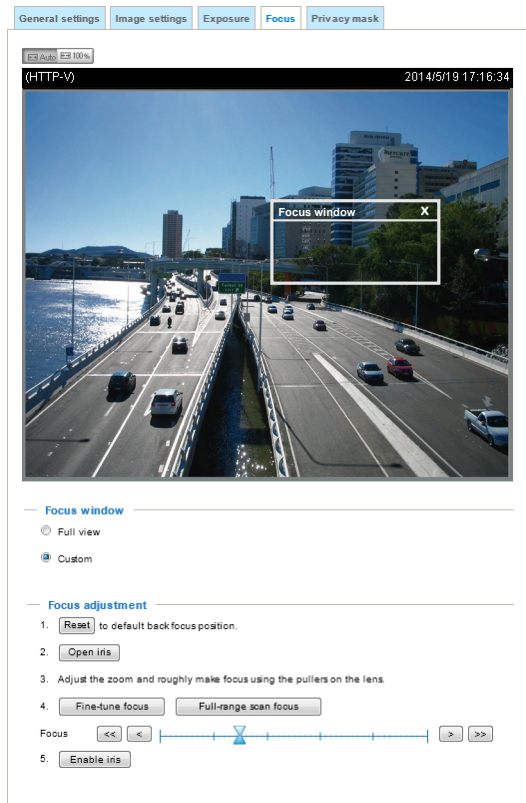 General settings Image settings Exposure Focus Privacy mask
Auto 100%
(HTTP-V) 2014/5/19 17:16:34
Focus window X
Focus window
Full view
Custom
Focus adjustment
1. Reset to default back focus position.
2. Open iris
3. Adjust the zoom and roughly make focus using the pullers on the lens.
4. Fine-tune focus Full-range scan focus
Focus << < > >>
5. Enable iris